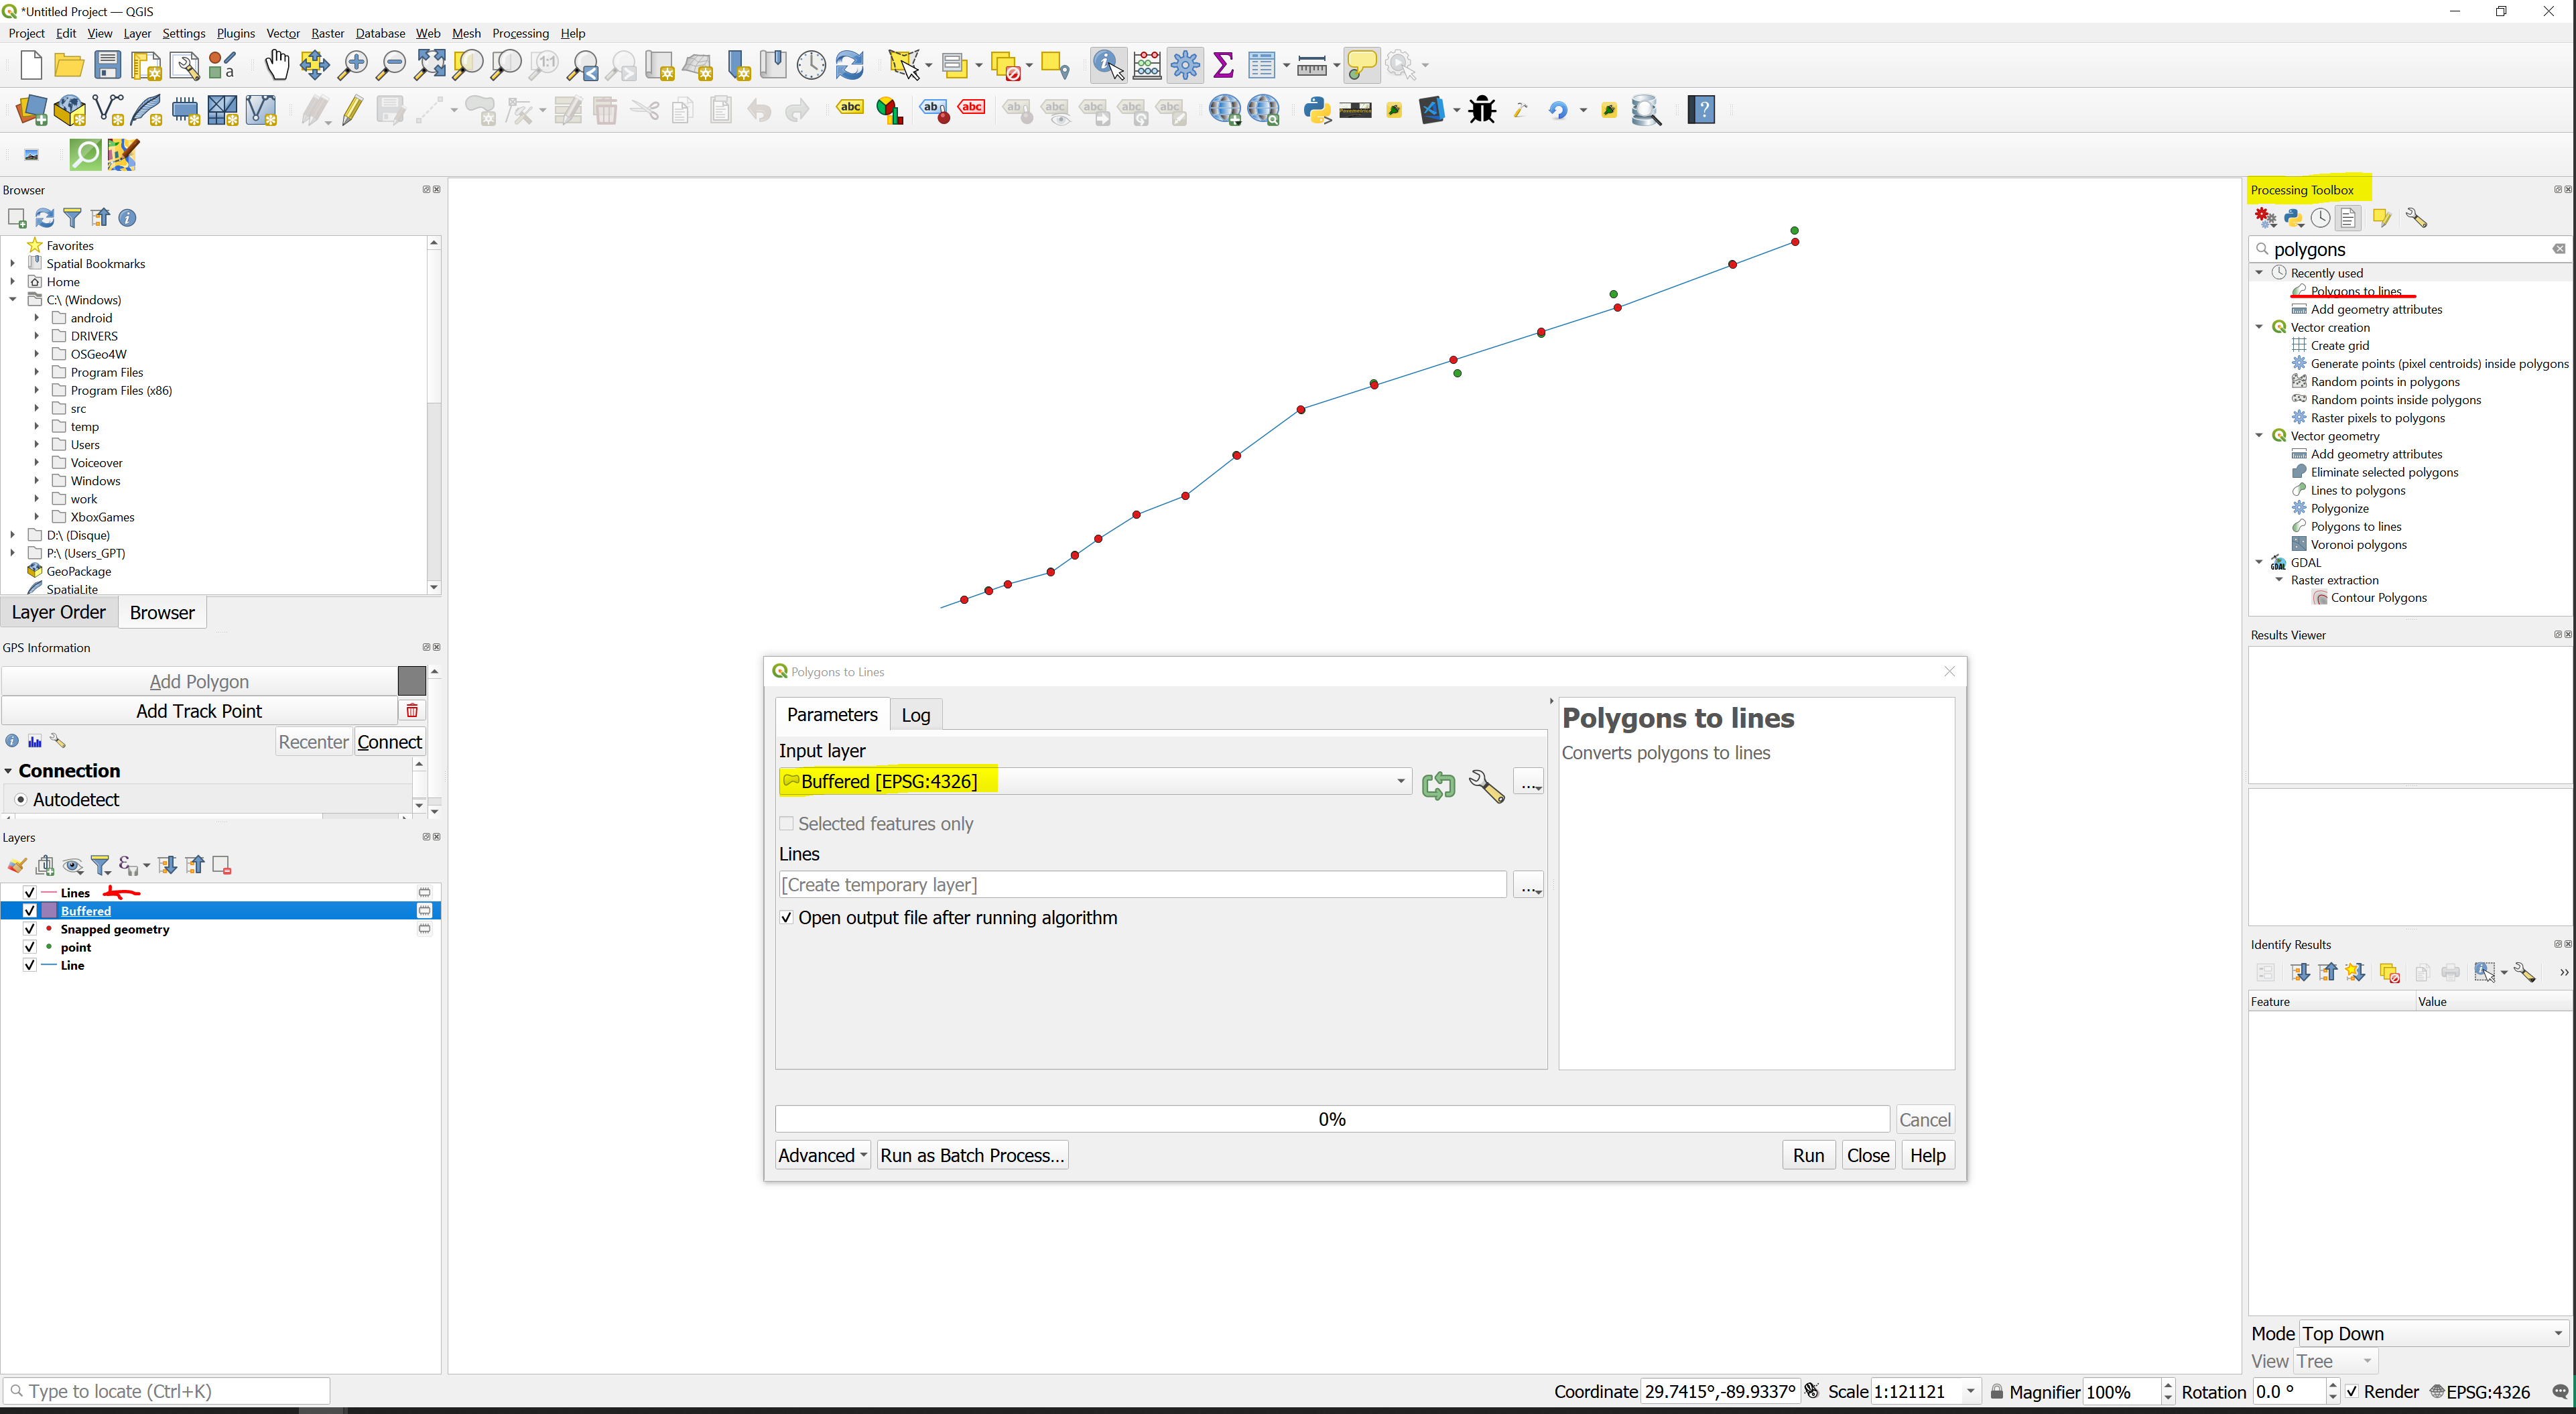 *Untitled Project — QGIS
Project Edit View Layer Settings Plugins Vector Raster Database Web Mesh Processing Help
Browser
Favorites
Spatial Bookmarks
Home
C:\ (Windows)
android
DRIVERS
OSGeo4W
Program Files
Program Files (x86)
src
temp
Users
Voiceover
Windows
work
XboxGames
D:\ (Disque)
P:\ (Users_GPT)
GeoPackage
SpatiaLite
Layer Order Browser
GPS Information
Add Polygon
Add Track Point
Recenter Connect
Connection
Autodetect
Layers
Lines
Buffered
Snapped geometry
point
Line
Type to locate (Ctrl+K)
Polygons to Lines
Parameters Log
Input layer
Buffered [EPSG:4326]
Selected features only
Lines
[Create temporary layer]
Open output file after running algorithm
Polygons to lines
Converts polygons to lines
0%
Cancel
Advanced Run as Batch Process... Run Close Help
Processing Toolbox
polygons
Recently used
Polygons to lines
Add geometry attributes
Vector creation
Create grid
Generate points (pixel centroids) inside polygons
Random points in polygons
Random points inside polygons
Raster pixels to polygons
Vector geometry
Add geometry attributes
Eliminate selected polygons
Lines to polygons
Polygonize
Polygons to lines
Voronoi polygons
GDAL
Raster extraction
Contour Polygons
Results Viewer
Identify Results
Feature Value
Mode Top Down
View Tree
Coordinate 29.7415°,-89.9337° Scale 1:121121 Magnifier 100% Rotation 0.0 ° Render EPSG:4326